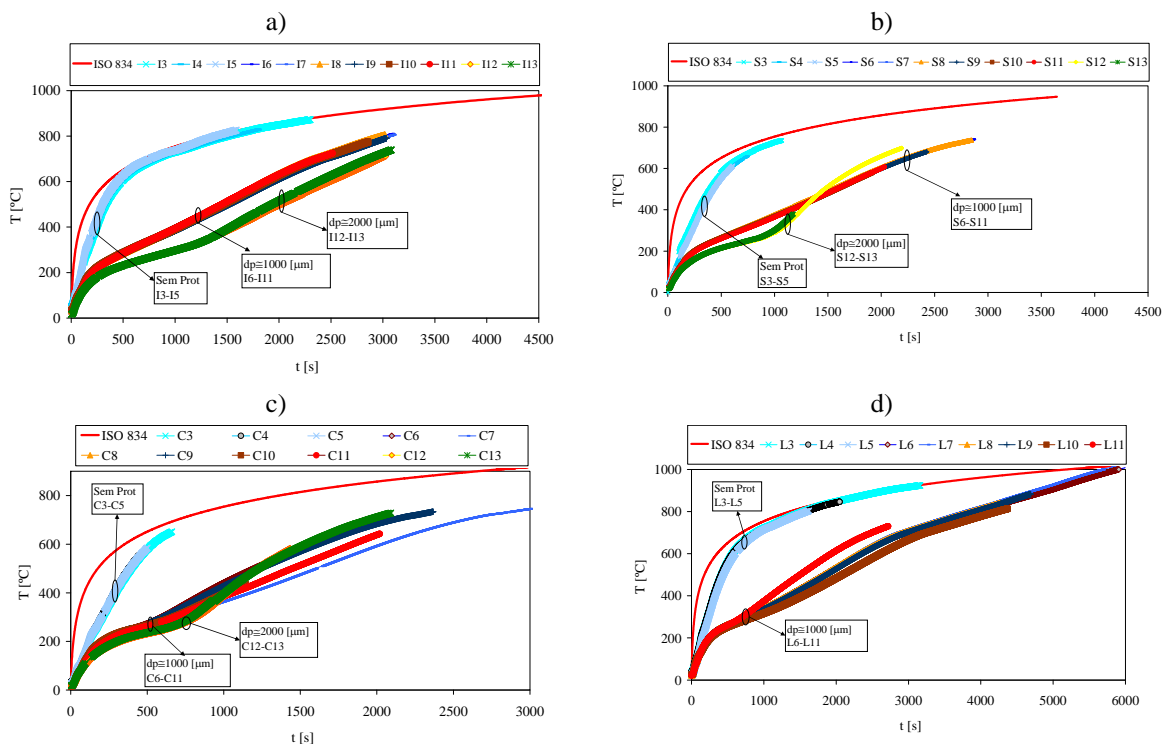 a)
ISO 834 I3 I4 I5 I6 I7 I8 I9 I10 I11 I12 I13
1000
800
600
400
200
0
T [ºC]
dp≅2000 [µm]
I12-I13
dp≅1000 [µm]
I6-I11
Sem Prot
I3-I5
0 500 1000 1500 2000 2500 3000 3500 4000 4500
t [s]
b)
ISO 834 S3 S4 S5 S6 S7 S8 S9 S10 S11 S12 S13
1000
800
600
400
200
0
T [ºC]
dp≅1000 [µm]
S6-S11
dp≅2000 [µm]
S12-S13
Sem Prot
S3-S5
0 500 1000 1500 2000 2500 3000 3500 4000 4500
t [s]
c)
ISO 834 C3 C4 C5 C6 C7
C8 C9 C10 C11 C12 C13
800
600
400
200
0
T [ºC]
Sem Prot
C3-C5
dp≅2000 [µm]
C12-C13
dp≅1000 [µm]
C6-C11
0 500 1000 1500 2000 2500 3000
t [s]
d)
ISO 834 L3 L4 L5 L6 L7 L8 L9 L10 L11
1000
800
600
400
200
0
T [ºC]
Sem Prot
L3-L5
dp≅1000 [µm]
L6-L11
0 1000 2000 3000 4000 5000 6000
t [s]